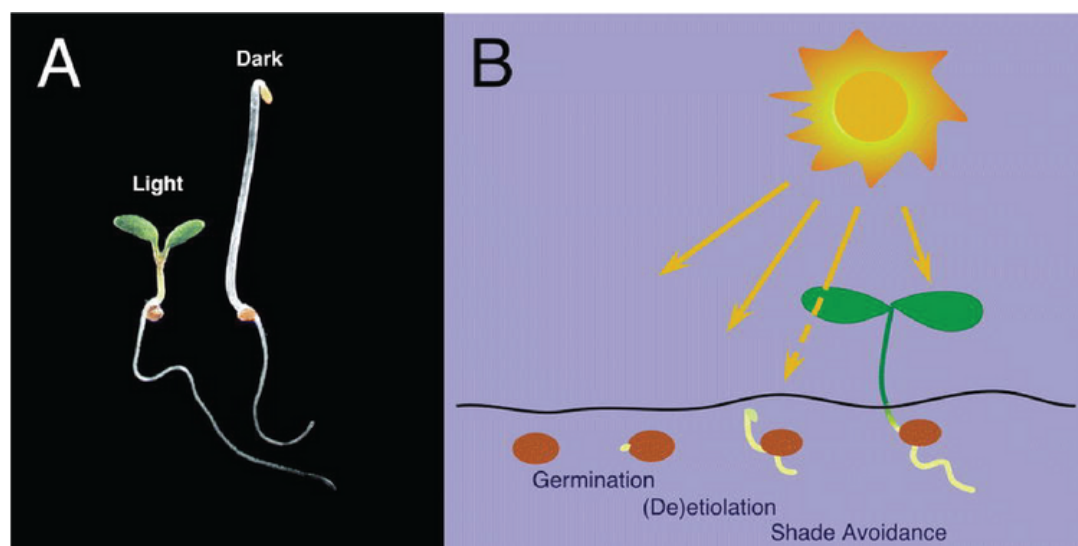 A
Dark
Light
B
Germination
(De)etiolation
Shade Avoidance